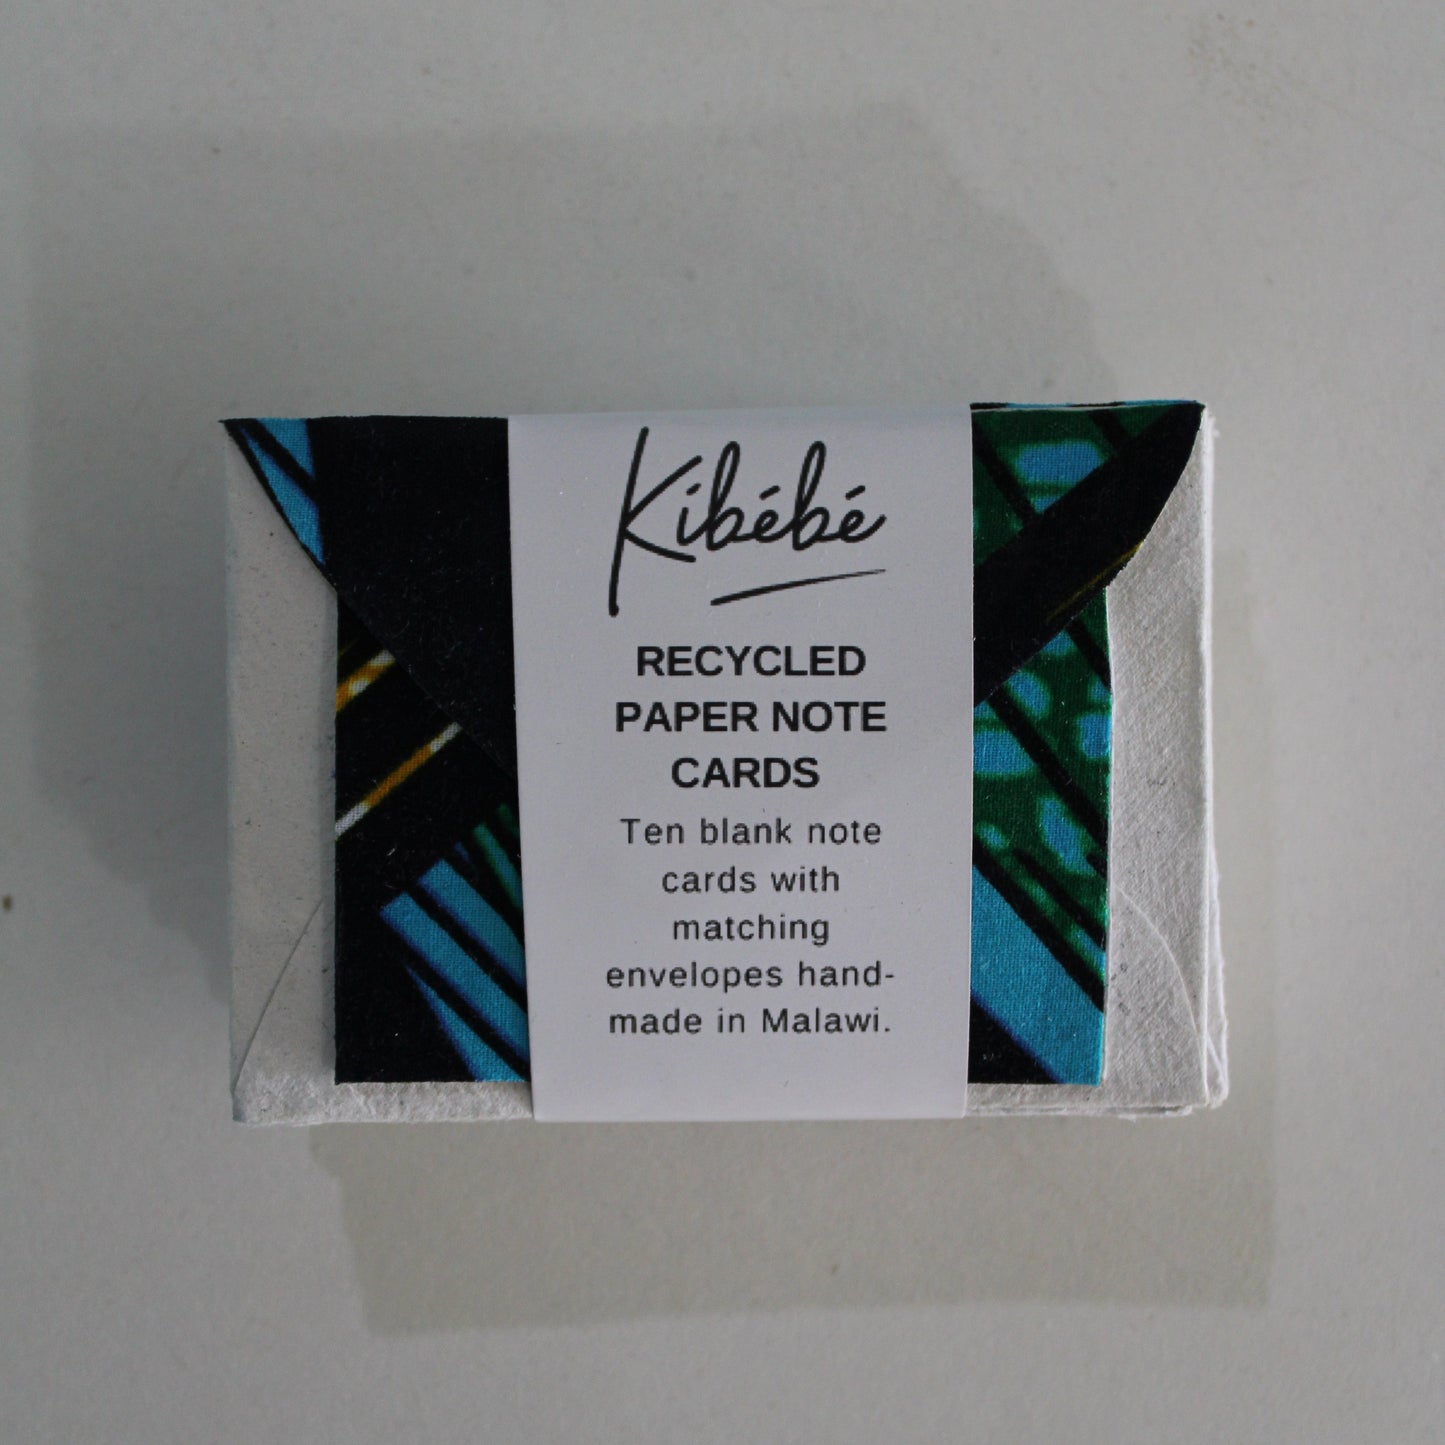 Kibébé
RECYCLED
PAPER NOTE
CARDS
Ten blank note
cards with
matching
envelopes hand-
made in Malawi.